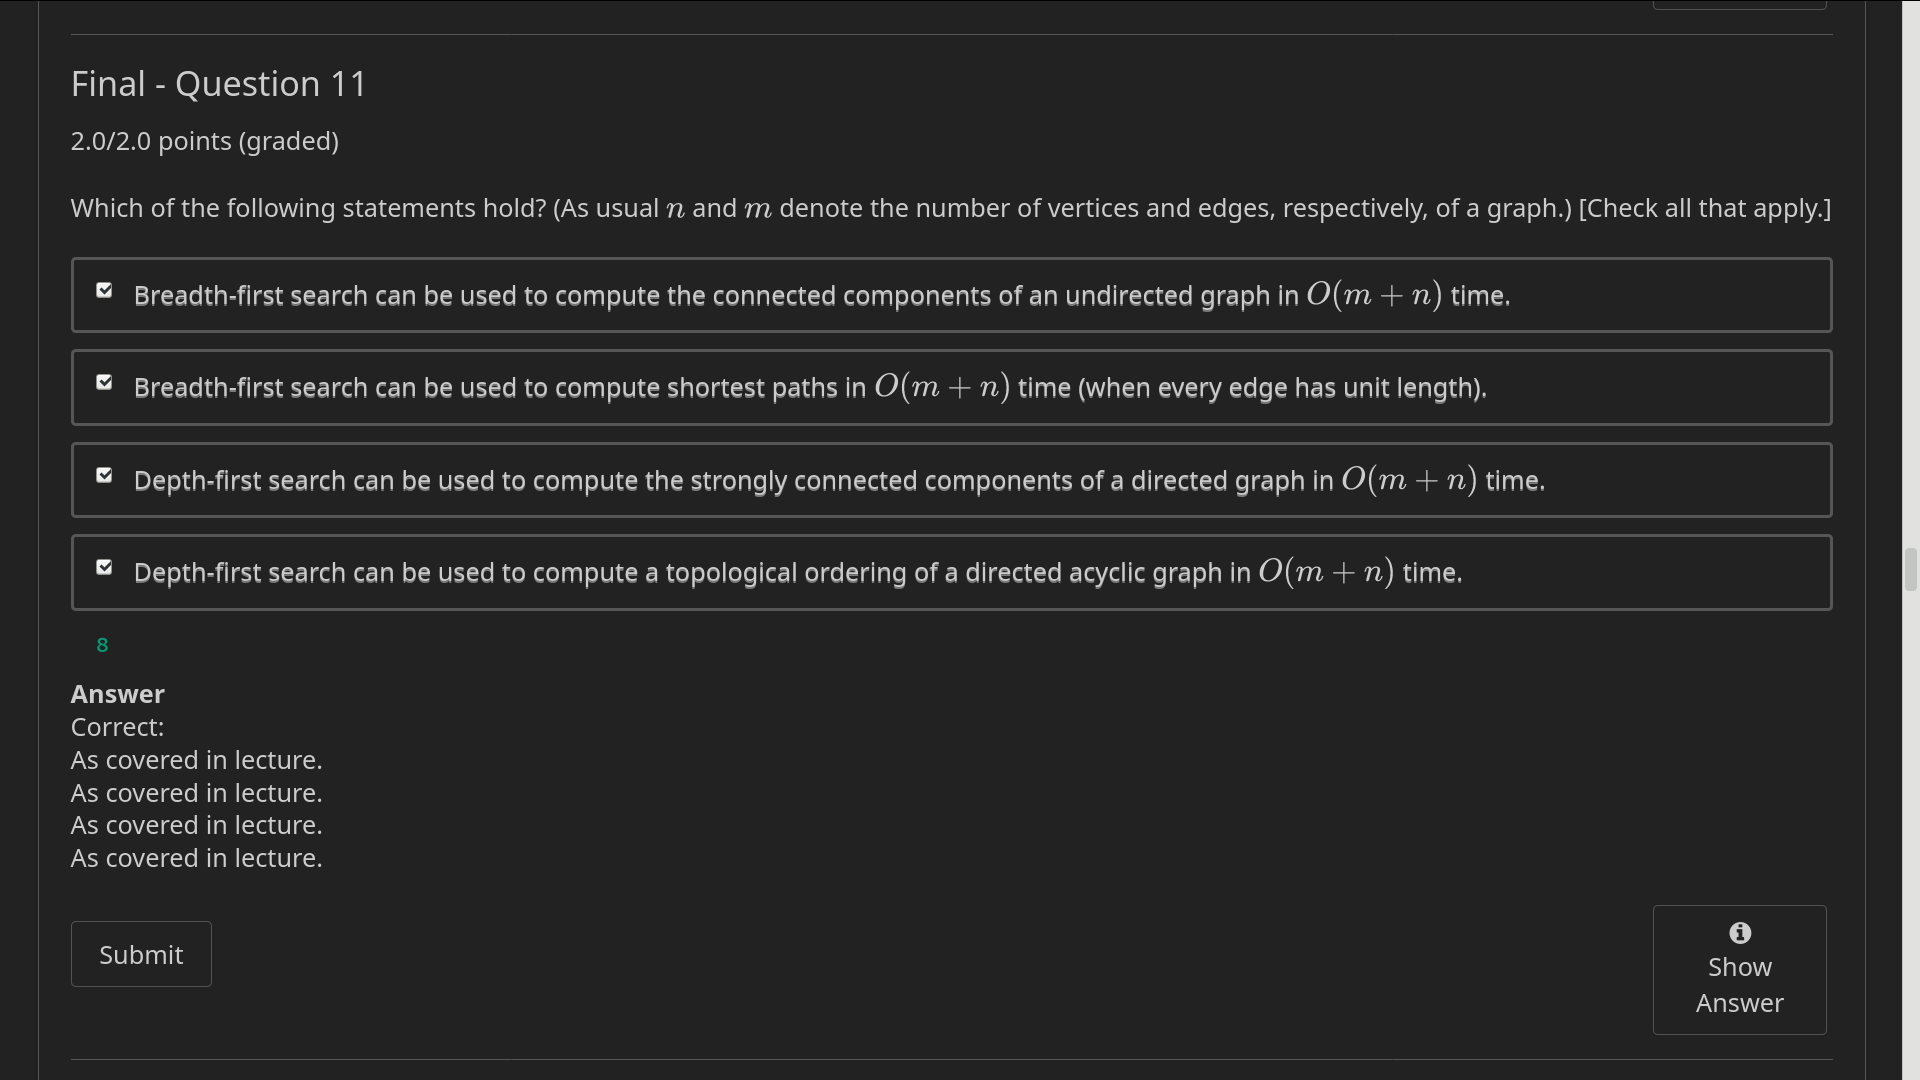 Final - Question 11
2.0/2.0 points (graded)
Which of the following statements hold? (As usual n and m denote the number of vertices and edges, respectively, of a graph.) [Check all that apply.]
Breadth-first search can be used to compute the connected components of an undirected graph in O(m + n) time.
Breadth-first search can be used to compute shortest paths in O(m + n) time (when every edge has unit length).
Depth-first search can be used to compute the strongly connected components of a directed graph in O(m + n) time.
Depth-first search can be used to compute a topological ordering of a directed acyclic graph in O(m + n) time.
8
Answer
Correct:
As covered in lecture.
As covered in lecture.
As covered in lecture.
As covered in lecture.
Submit
Show
Answer